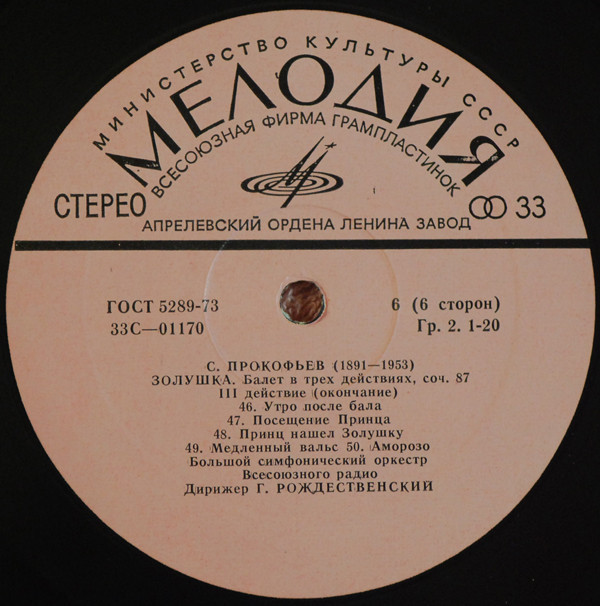 МИНИСТЕРСТВО КУЛЬТУРЫ СССР
МЕЛОДИЯ
ВСЕСОЮЗНАЯ ФИРМА ГРАМПЛАСТИНОК
СТЕРЕО
33
АПРЕЛЕВСКИЙ ОРДЕНА ЛЕНИНА ЗАВОД
ГОСТ 5289-73
6 (6 сторон)
33С—01170
Гр. 2. 1-20
С. ПРОКОФЬЕВ (1891—1953)
ЗОЛУШКА. Балет в трех действиях, соч. 87
III действие (окончание)
46. Утро после бала
47. Посещение Принца
48. Принц нашел Золушку
49. Медленный вальс 50. Аморозо
Большой симфонический оркестр
Всесоюзного радио
Дирижер Г. РОЖДЕСТВЕНСКИЙ